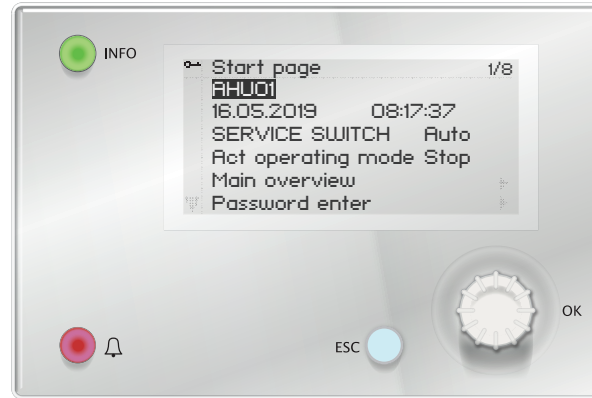 INFO
Start page 1/8
AHU01
16.05.2019 08:17:37
SERVICE SWITCH Auto
Act operating mode Stop
Main overview
Password enter
OK
ESC